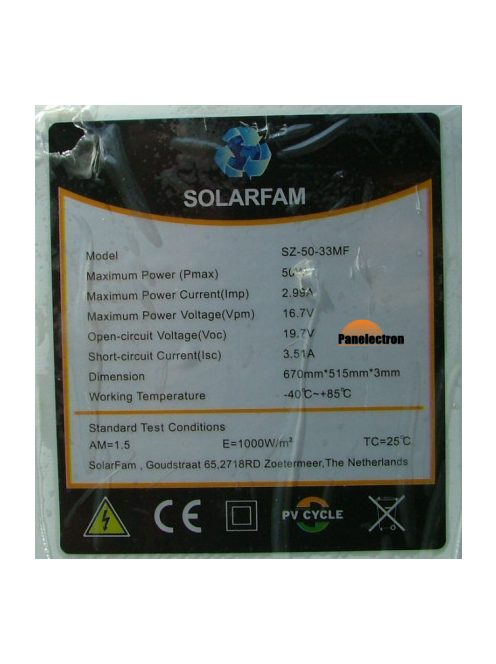 SOLARFAM
Model SZ-50-33MF
Maximum Power (Pmax) 50W
Maximum Power Current(Imp) 2.99A
Maximum Power Voltage(Vpm) 16.7V
Open-circuit Voltage(Voc) 19.7V
Panelectron
Short-circuit Current(Isc) 3.51A
Dimension 670mm*515mm*3mm
Working Temperature -40℃~+85℃
Standard Test Conditions
AM=1.5 E=1000W/m² TC=25℃
SolarFam , Goudstraat 65,2718RD Zoetermeer,The Netherlands
CE PV CYCLE